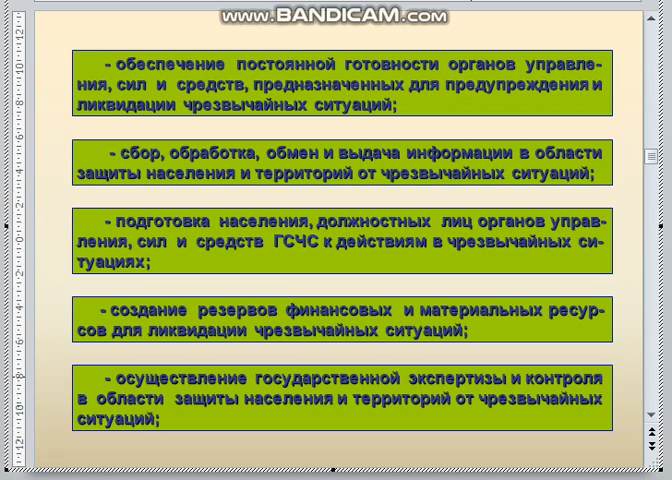 www.BANDICAM.com
- обеспечение постоянной готовности органов управле-
ния, сил и средств, предназначенных для предупреждения и
ликвидации чрезвычайных ситуаций;
- сбор, обработка, обмен и выдача информации в области
защиты населения и территорий от чрезвычайных ситуаций;
- подготовка населения, должностных лиц органов управ-
ления, сил и средств ГСЧС к действиям в чрезвычайных си-
туациях;
- создание резервов финансовых и материальных ресур-
сов для ликвидации чрезвычайных ситуаций;
- осуществление государственной экспертизы и контроля
в области защиты населения и территорий от чрезвычайных
ситуаций;